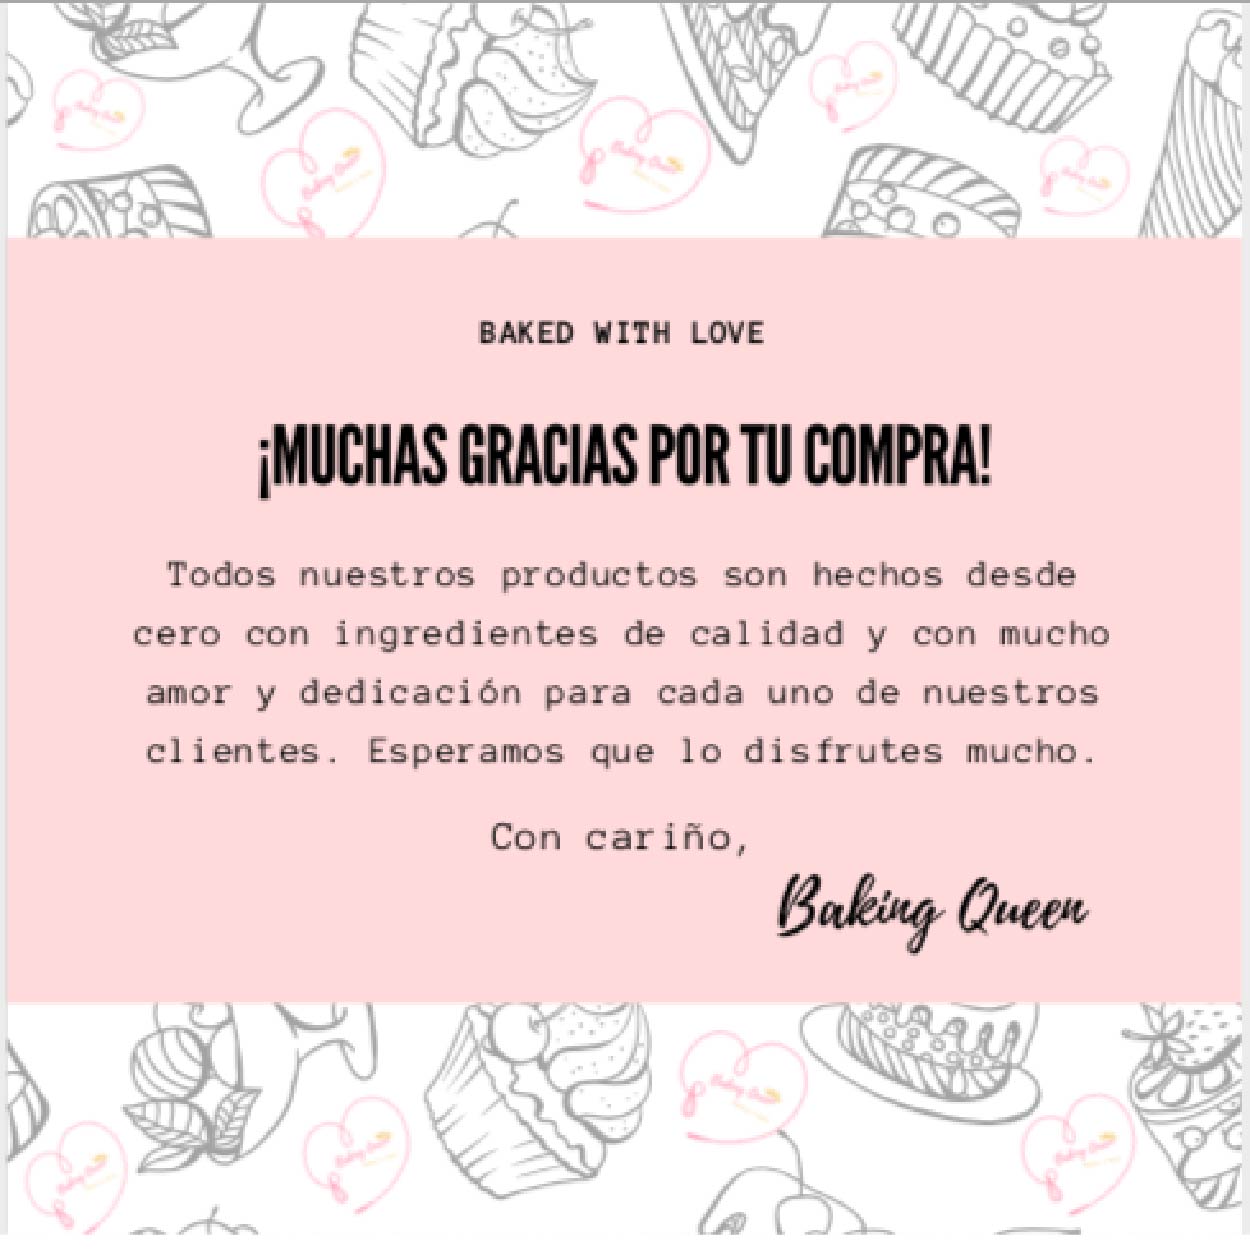 BAKED WITH LOVE
¡MUCHAS GRACIAS POR TU COMPRA!
Todos nuestros productos son hechos desde
cero con ingredientes de calidad y con mucho
amor y dedicación para cada uno de nuestros
clientes. Esperamos que lo disfrutes mucho.
Con cariño,
Baking Queen